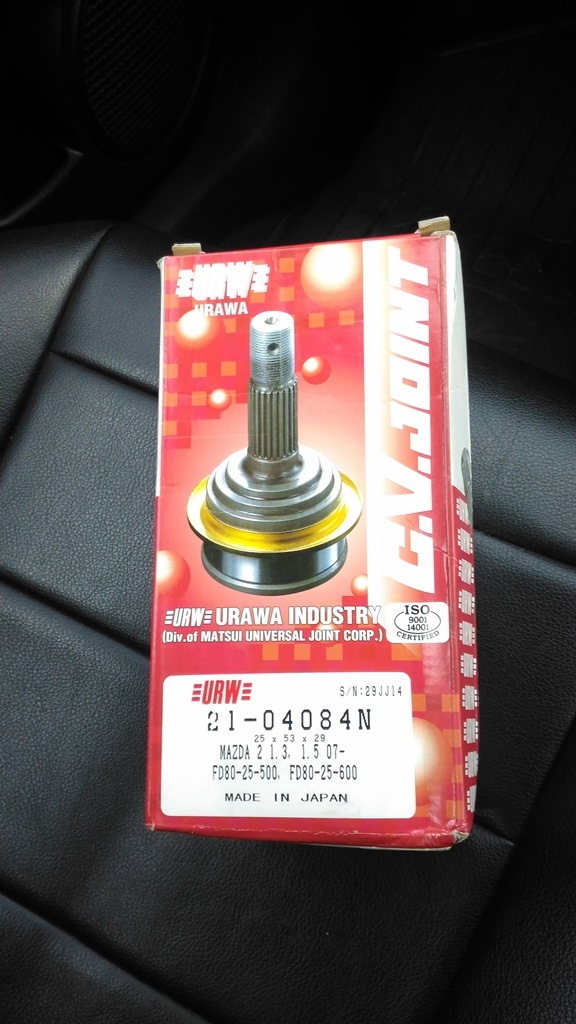 URW
URAWA
C.V.JOINT
URW URAWA INDUSTRY
(Div.of MATSUI UNIVERSAL JOINT CORP.)
ISO
9001
14001
CERTIFIED
URW
S/N:29JJ14
21-04084N
25 x 53 x 29
MAZDA 2 1.3, 1.5 07-
FD80-25-500, FD80-25-600
MADE IN JAPAN